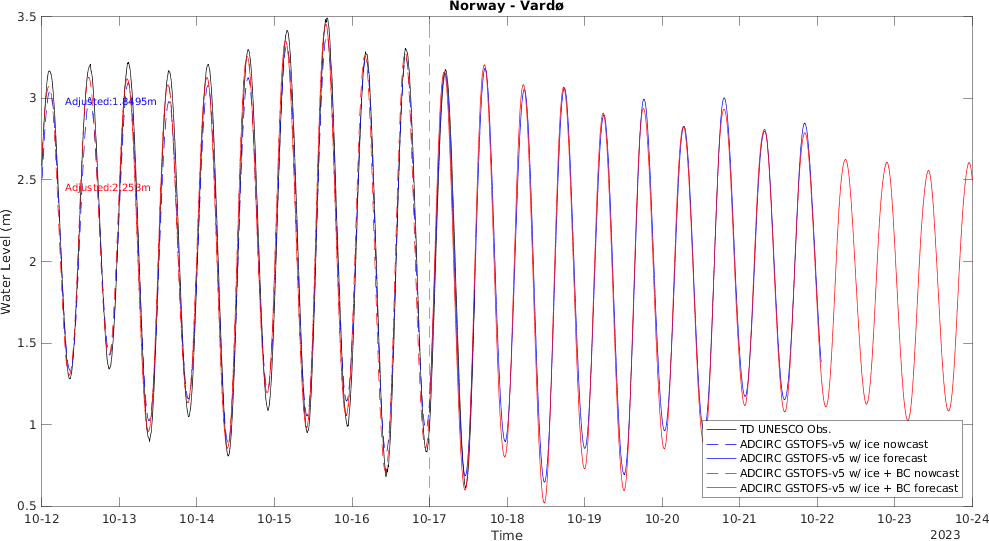 Norway - Vardø
3.5
3
2.5
2
1.5
1
0.5
Water Level (m)
Adjusted:1.8495m
Adjusted:2.253m
TD UNESCO Obs.
ADCIRC GSTOFS-v5 w/ ice nowcast
ADCIRC GSTOFS-v5 w/ ice forecast
ADCIRC GSTOFS-v5 w/ ice + BC nowcast
ADCIRC GSTOFS-v5 w/ ice + BC forecast
10-12 10-13 10-14 10-15 10-16 10-17 10-18 10-19 10-20 10-21 10-22 10-23 10-24
Time
2023